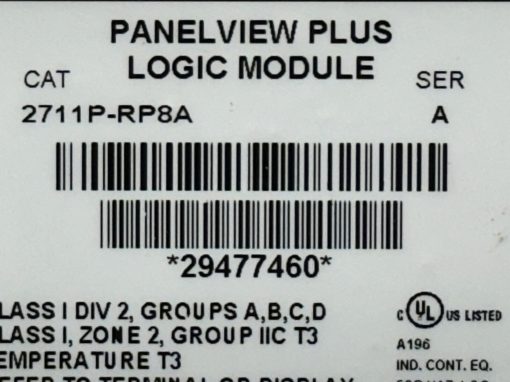 PANELVIEW PLUS
LOGIC MODULE
CAT SER
2711P-RP8A A
*29477460*
LASS I DIV 2, GROUPS A,B,C,D
LASS I, ZONE 2, GROUP IIC T3
EMPERATURE T3
C UL US LISTED
A196
IND. CONT. EQ.